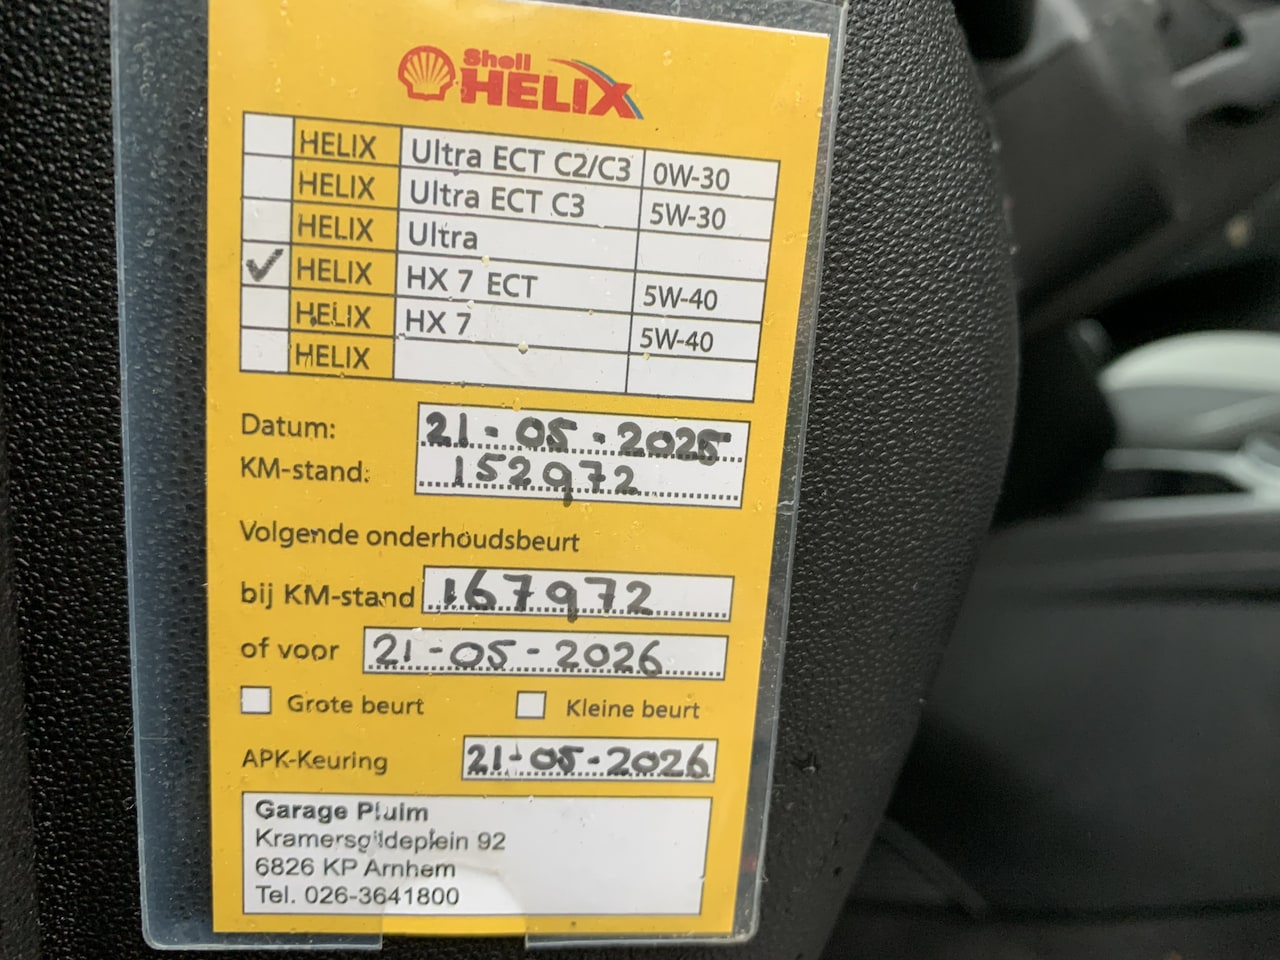 Shell
HELIX
HELIX Ultra ECT C2/C3 0W-30
HELIX Ultra ECT C3 5W-30
HELIX Ultra
✓ HELIX HX 7 ECT 5W-40
HELIX HX 7 5W-40
HELIX
Datum: 21-05-2025
KM-stand: 152972
Volgende onderhoudsbeurt
bij KM-stand 167972
of voor 21-05-2026
Grote beurt Kleine beurt
APK-Keuring 21-05-2026
Garage Pluim
Kramersgildeplein 92
6826 KP Arnhem
Tel. 026-3641800